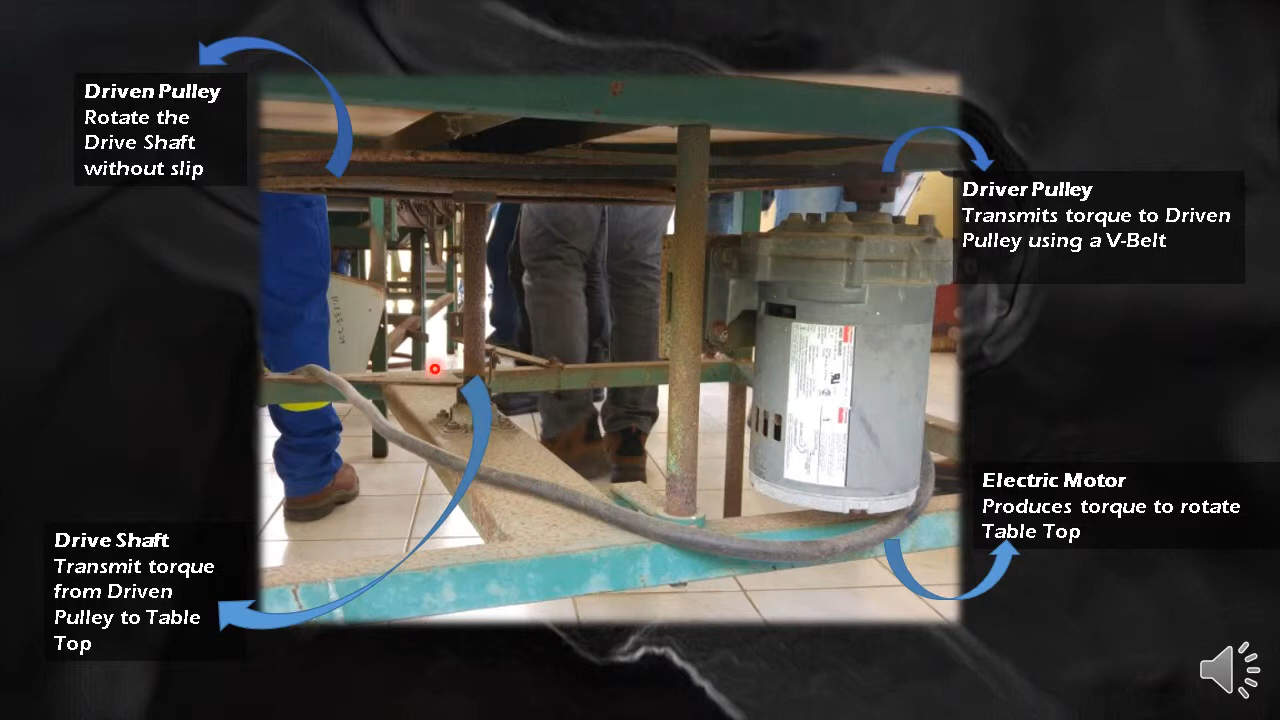 Driven Pulley
Rotate the
Drive Shaft
without slip
Driver Pulley
Transmits torque to Driven
Pulley using a V-Belt
Electric Motor
Produces torque to rotate
Table Top
Drive Shaft
Transmit torque
from Driven
Pulley to Table
Top